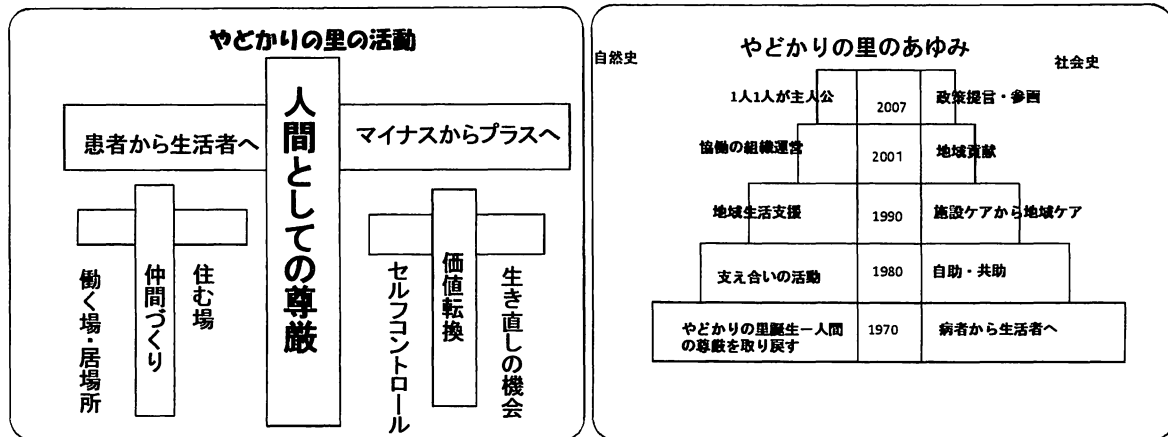 やどかりの里の活動
人間としての尊厳
患者から生活者へ
マイナスからプラスへ
働く場・居場所
仲間づくり
住む場
セルフコントロール
価値転換
生き直しの機会
やどかりの里のあゆみ
自然史
社会史
1人1人が主人公
2007
政策提言・参画
協働の組織運営
2001
地域貢献
地域生活支援
1990
施設ケアから地域ケア
支え合いの活動
1980
自助・共助
やどかりの里誕生ー人間
の尊厳を取り戻す
1970
病者から生活者へ